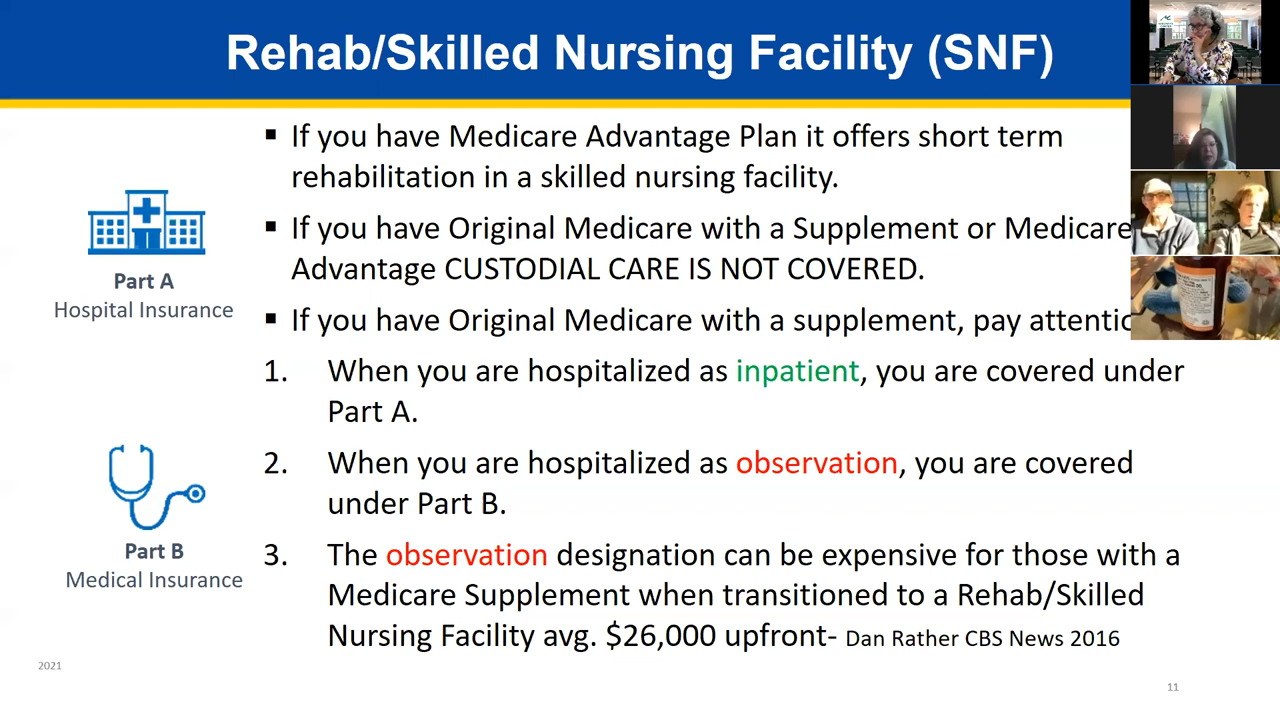 Rehab/Skilled Nursing Facility (SNF)
▪ If you have Medicare Advantage Plan it offers short term
rehabilitation in a skilled nursing facility.
▪ If you have Original Medicare with a Supplement or Medicare
Advantage CUSTODIAL CARE IS NOT COVERED.
▪ If you have Original Medicare with a supplement, pay
Part A
Hospital Insurance
1. When you are hospitalized as inpatient, you are covered under
Part A.
2. When you are hospitalized as observation, you are covered
under Part B.
3. The observation designation can be expensive for those with a
Medicare Supplement when transitioned to a Rehab/Skilled
Nursing Facility avg. $26,000 upfront- Dan Rather CBS News 2016
Part B
Medical Insurance
2021
11